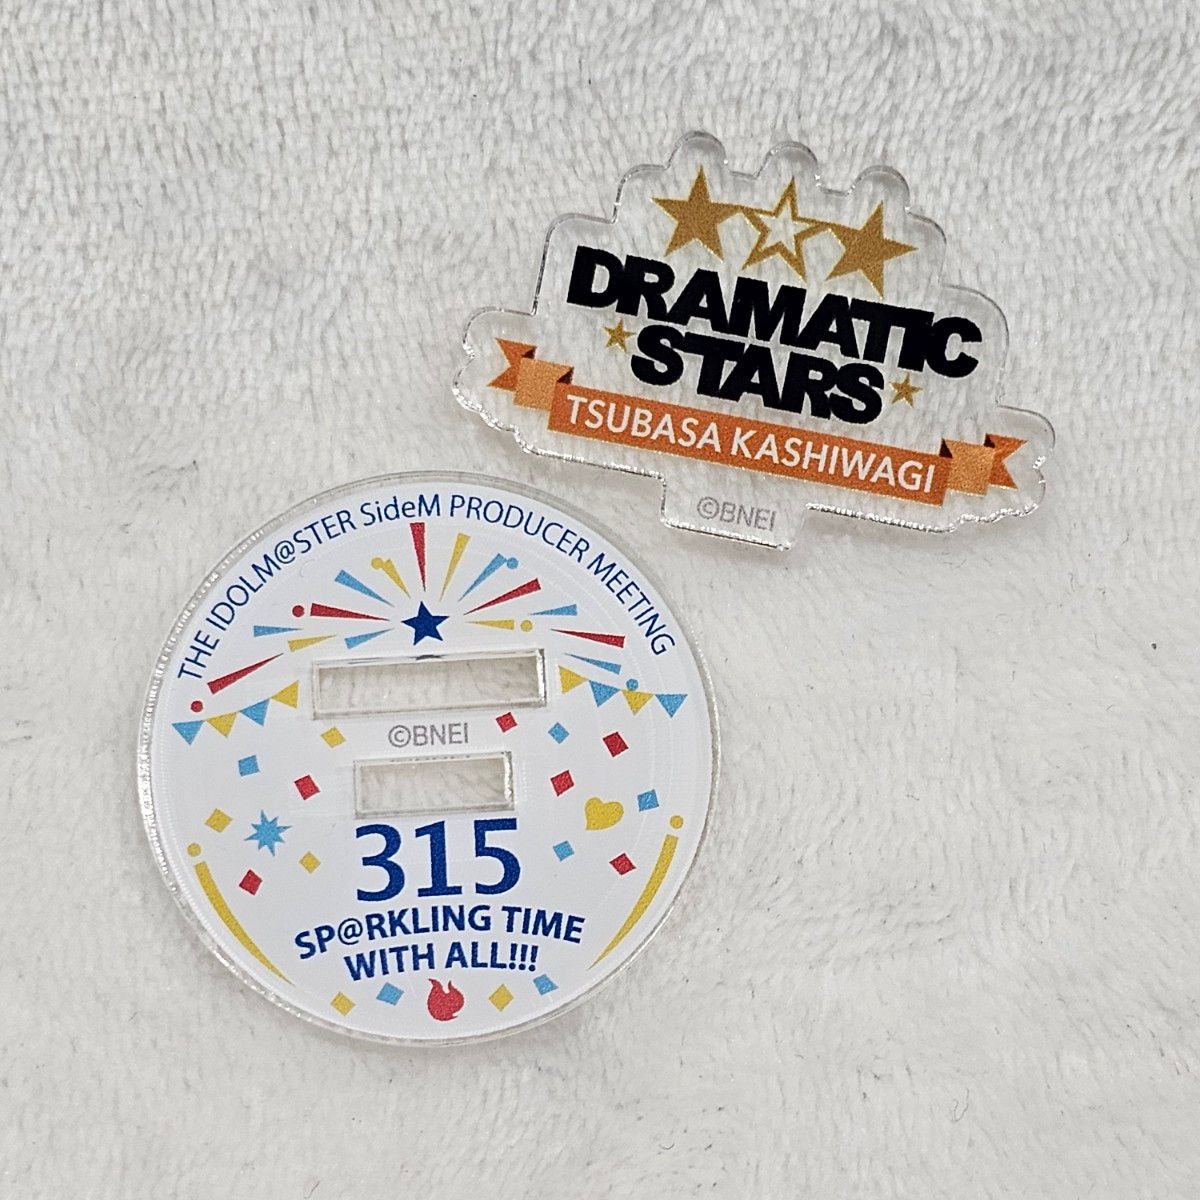 DRAMATIC
STARS
TSUBASA KASHIWAGI
©BNEI
THE IDOLM@STER SideM PRODUCER MEETING
©BNEI
315
SP@RKLING TIME
WITH ALL!!!